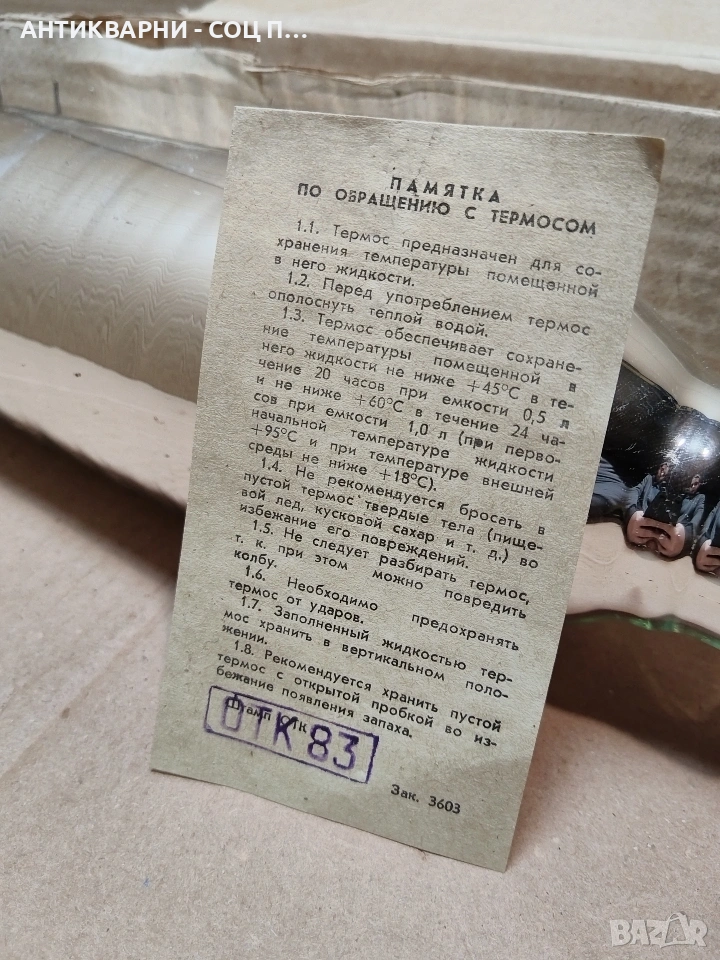 АНТИКВАРНИ - СОЦ П...
ПАМЯТКА
ПО ОБРАЩЕНИЮ С ТЕРМОСОМ
1.1. Термос предназначен для со-
хранения температуры помещенной
в него жидкости.
1.2. Перед употреблением термос
ополоснуть теплой водой.
1.3. Термос обеспечивает сохране-
ние температуры помещенной в
него жидкости не ниже +45°С в те-
чение 20 часов при емкости 0,5 л
и не ниже +60°С в течение 24 ча-
сов при емкости 1,0 л (при перво-
начальной температуре жидкости
+95°С и при температуре внешней
среды не ниже +18°С).
1.4. Не рекомендуется бросать в
пустой термос твердые тела (пище-
вой лед, кусковой сахар и т. д.) во
избежание его повреждений.
1.5. Не следует разбирать термос,
т. к. при этом можно повредить
колбу.
1.6. Необходимо предохранять
термос от ударов.
1.7. Заполненный жидкостью тер-
мос хранить в вертикальном поло-
жении.
1.8. Рекомендуется хранить пустой
термос с открытой пробкой во из-
бежание появления запаха.
Штамп ОТК
ОТК 83
Зак. 3603
BAZAR